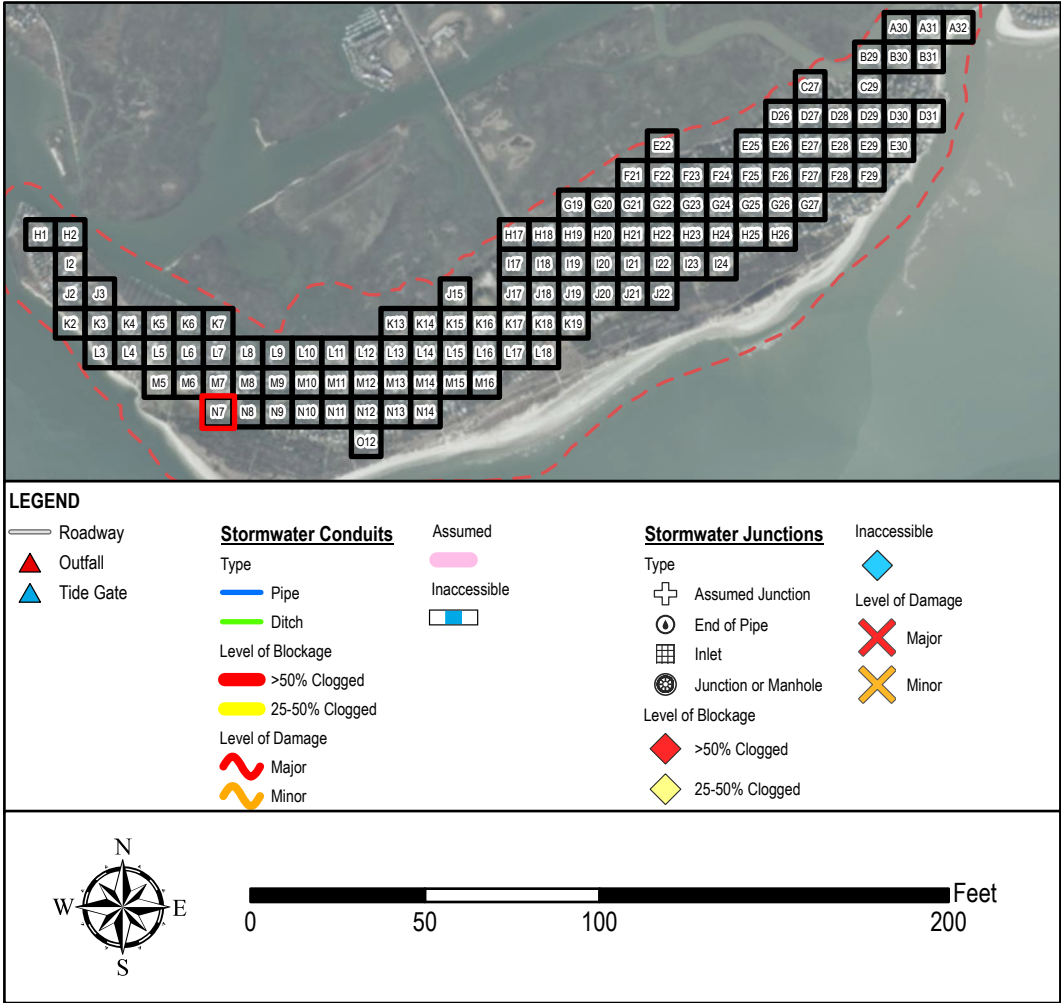 A30 A31 A32
B29 B30 B31
C27 C29
D26 D27 D28 D29 D30 D31
E22 E25 E26 E27 E28 E29 E30
F21 F22 F23 F24 F25 F26 F27 F28 F29
G19 G20 G21 G22 G23 G24 G25 G26 G27
H1 H2 H17 H18 H19 H20 H21 H22 H23 H24 H25 H26
I2 I17 I18 I19 I20 I21 I22 I23 I24
J2 J3 J15 J17 J18 J19 J20 J21 J22
K2 K3 K4 K5 K6 K7 K13 K14 K15 K16 K17 K18 K19
L3 L4 L5 L6 L7 L8 L9 L10 L11 L12 L13 L14 L15 L16 L17 L18
M5 M6 M7 M8 M9 M10 M11 M12 M13 M14 M15 M16
N7 N8 N9 N10 N11 N12 N13 N14
O12
LEGEND
Roadway
Outfall
Tide Gate
Stormwater Conduits
Type
Pipe
Ditch
Level of Blockage
>50% Clogged
25-50% Clogged
Level of Damage
Major
Minor
Assumed
Inaccessible
Stormwater Junctions
Type
Assumed Junction
End of Pipe
Inlet
Junction or Manhole
Level of Blockage
>50% Clogged
25-50% Clogged
Inaccessible
Level of Damage
Major
Minor
N
W E
S
Feet
0 50 100 200